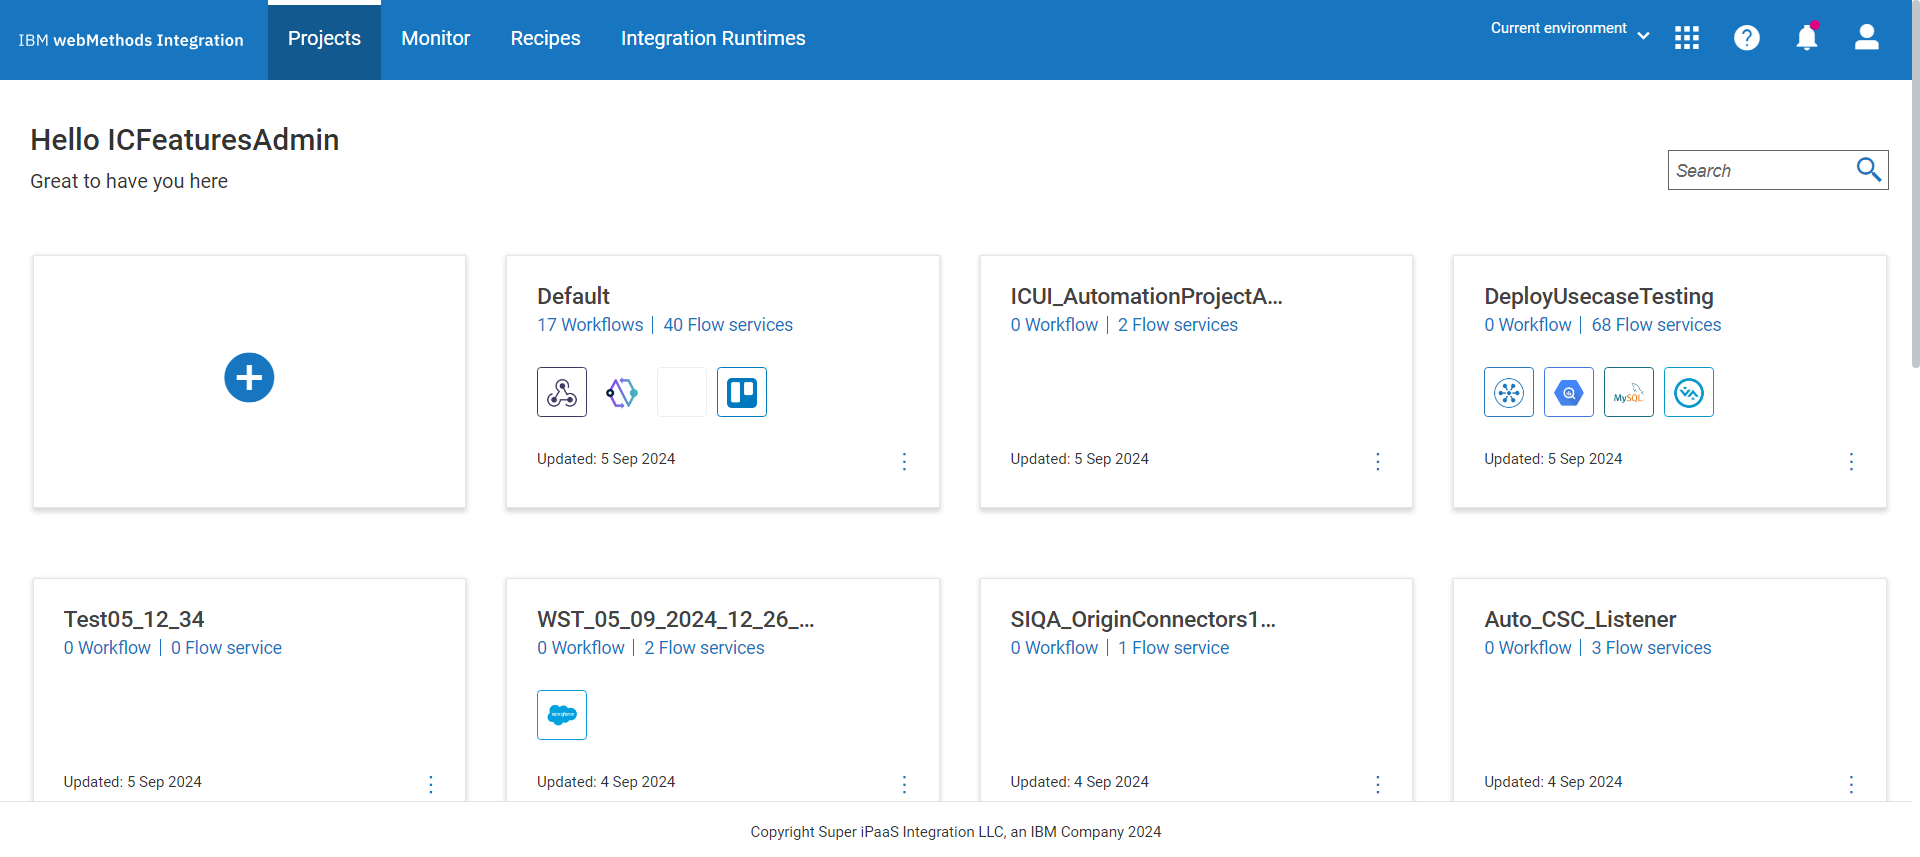 IBM webMethods Integration
Projects
Monitor
Recipes
Integration Runtimes
Current environment
Hello ICFeaturesAdmin
Great to have you here
Search
Default
17 Workflows | 40 Flow services
Updated: 5 Sep 2024
ICUI_AutomationProjectA...
0 Workflow | 2 Flow services
Updated: 5 Sep 2024
DeployUsecaseTesting
0 Workflow | 68 Flow services
MySQL
Updated: 5 Sep 2024
Test05_12_34
0 Workflow | 0 Flow service
Updated: 5 Sep 2024
WST_05_09_2024_12_26_...
0 Workflow | 2 Flow services
salesforce
Updated: 4 Sep 2024
SIQA_OriginConnectors1...
0 Workflow | 1 Flow service
Updated: 4 Sep 2024
Auto_CSC_Listener
0 Workflow | 3 Flow services
Updated: 4 Sep 2024
Copyright Super iPaaS Integration LLC, an IBM Company 2024